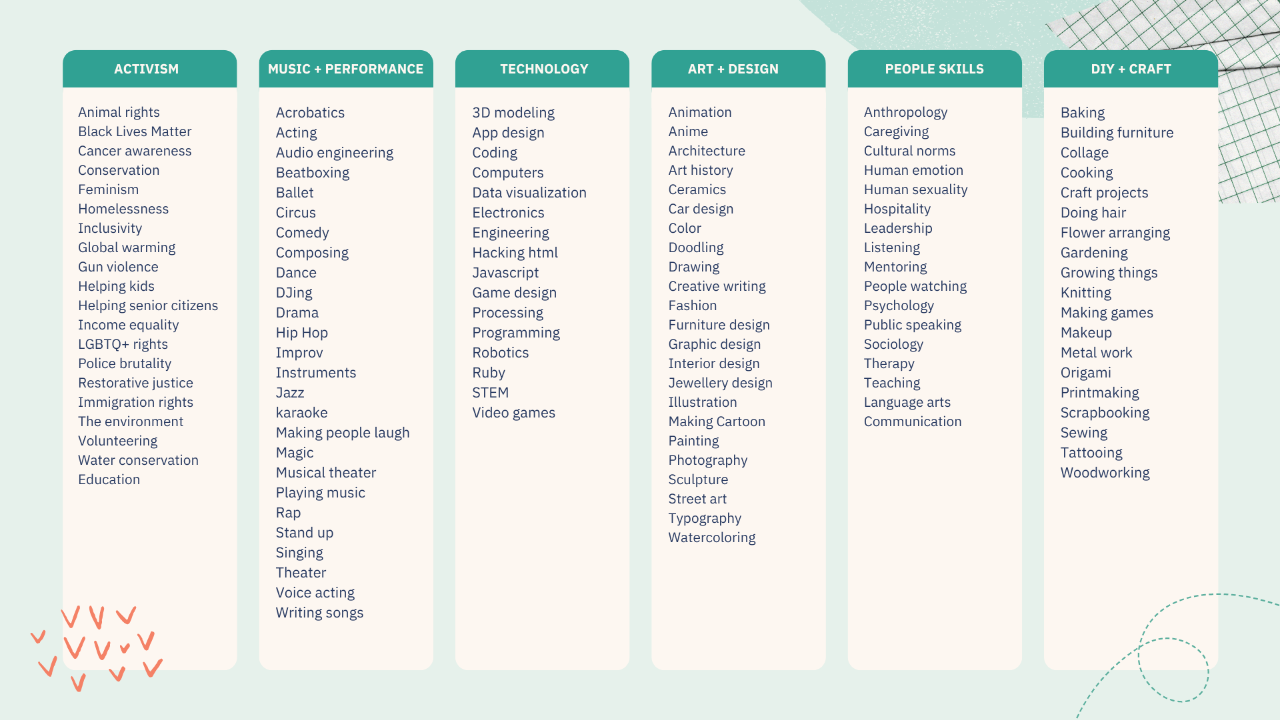 ACTIVISM
Animal rights
Black Lives Matter
Cancer awareness
Conservation
Feminism
Homelessness
Inclusivity
Global warming
Gun violence
Helping kids
Helping senior citizens
Income equality
LGBTQ+ rights
Police brutality
Restorative justice
Immigration rights
The environment
Volunteering
Water conservation
Education
MUSIC + PERFORMANCE
Acrobatics
Acting
Audio engineering
Beatboxing
Ballet
Circus
Comedy
Composing
Dance
DJing
Drama
Hip Hop
Improv
Instruments
Jazz
karaoke
Making people laugh
Magic
Musical theater
Playing music
Rap
Stand up
Singing
Theater
Voice acting
Writing songs
TECHNOLOGY
3D modeling
App design
Coding
Computers
Data visualization
Electronics
Engineering
Hacking html
Javascript
Game design
Processing
Programming
Robotics
Ruby
STEM
Video games
ART + DESIGN
Animation
Anime
Architecture
Art history
Ceramics
Car design
Color
Doodling
Drawing
Creative writing
Fashion
Furniture design
Graphic design
Interior design
Jewellery design
Illustration
Making Cartoon
Painting
Photography
Sculpture
Street art
Typography
Watercoloring
PEOPLE SKILLS
Anthropology
Caregiving
Cultural norms
Human emotion
Human sexuality
Hospitality
Leadership
Listening
Mentoring
People watching
Psychology
Public speaking
Sociology
Therapy
Teaching
Language arts
Communication
DIY + CRAFT
Baking
Building furniture
Collage
Cooking
Craft projects
Doing hair
Flower arranging
Gardening
Growing things
Knitting
Making games
Makeup
Metal work
Origami
Printmaking
Scrapbooking
Sewing
Tattooing
Woodworking